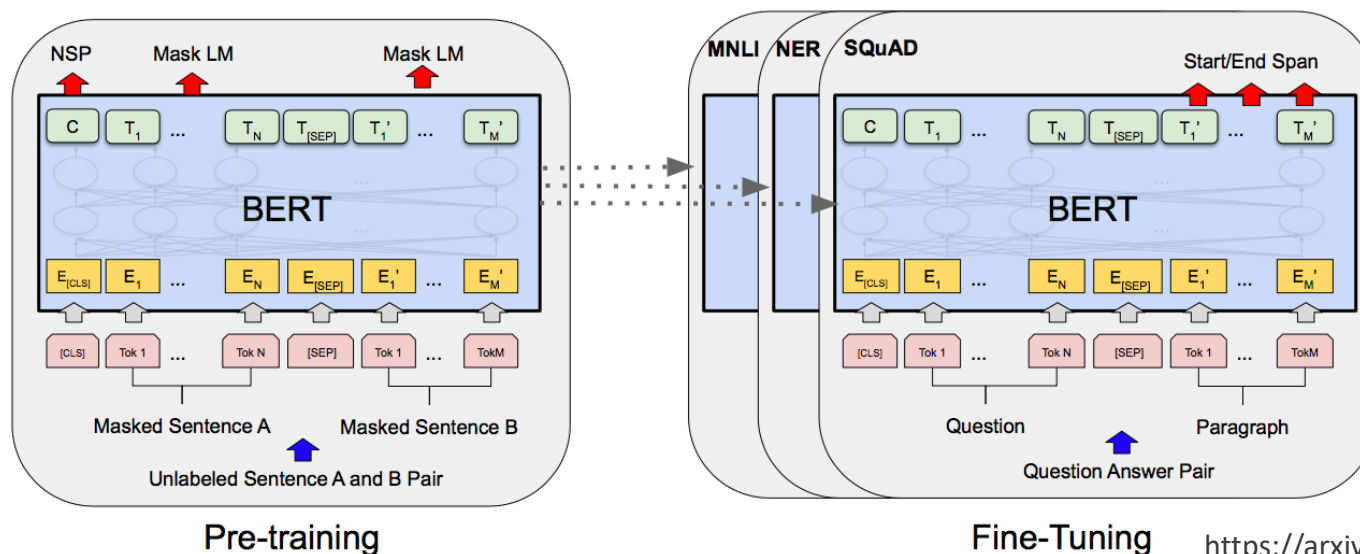 NSP Mask LM Mask LM
C T1 ... TN T[SEP] T1' ... TM'
...
...
BERT
E[CLS] E1 ... EN E[SEP] E1' ... EM'
[CLS] Tok 1 ... Tok N [SEP] Tok 1 ... TokM
Masked Sentence A Masked Sentence B
Unlabeled Sentence A and B Pair
Pre-training
MNLI NER SQuAD
Start/End Span
C T1 ... TN T[SEP] T1' ... TM'
...
...
BERT
E[CLS] E1 ... EN E[SEP] E1' ... EM'
[CLS] Tok 1 ... Tok N [SEP] Tok 1 ... TokM
Question Paragraph
Question Answer Pair
Fine-Tuning
https://arxiv